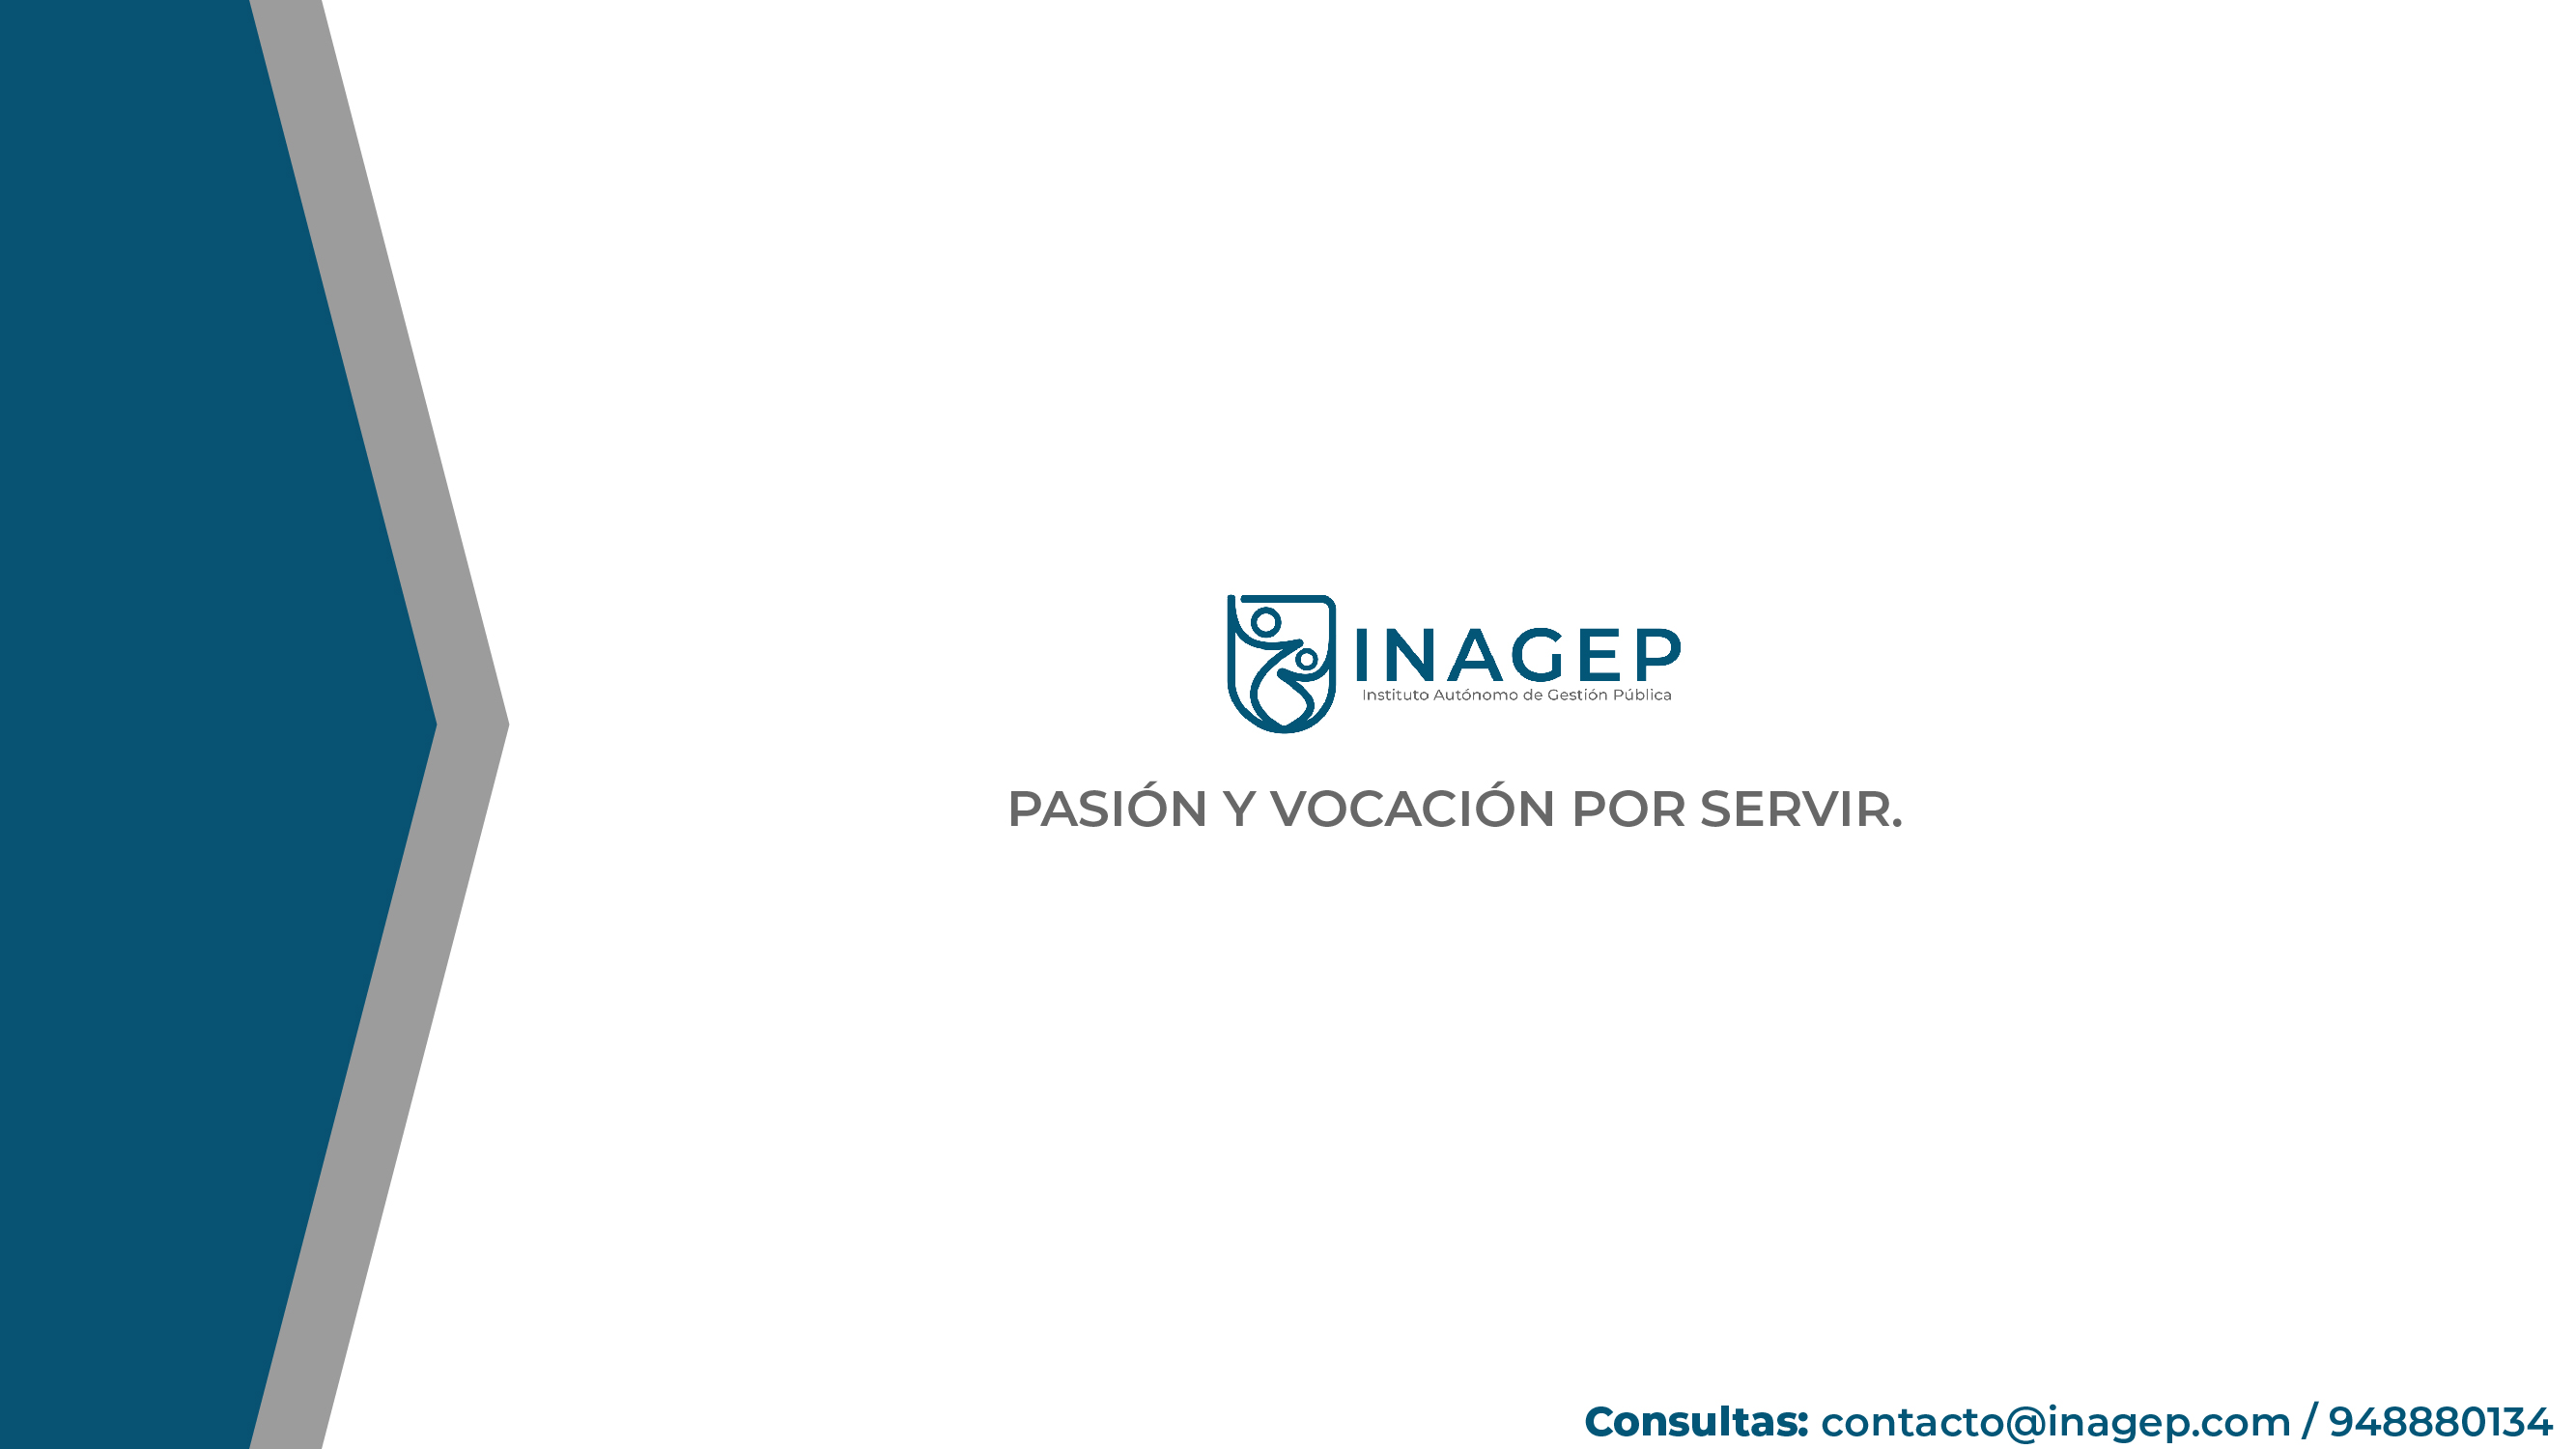 INAGEP
Instituto Autónomo de Gestión Pública
PASIÓN Y VOCACIÓN POR SERVIR.
Consultas: contacto@inagep.com / 948880134